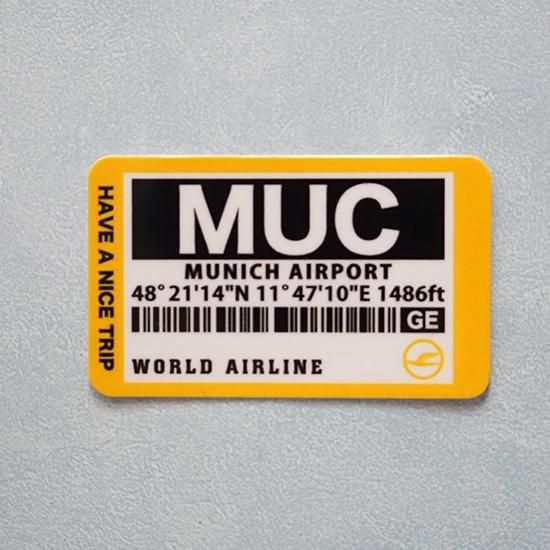 HAVE A NICE TRIP
MUC
MUNICH AIRPORT
48° 21'14"N 11° 47'10"E 1486ft
GE
WORLD AIRLINE